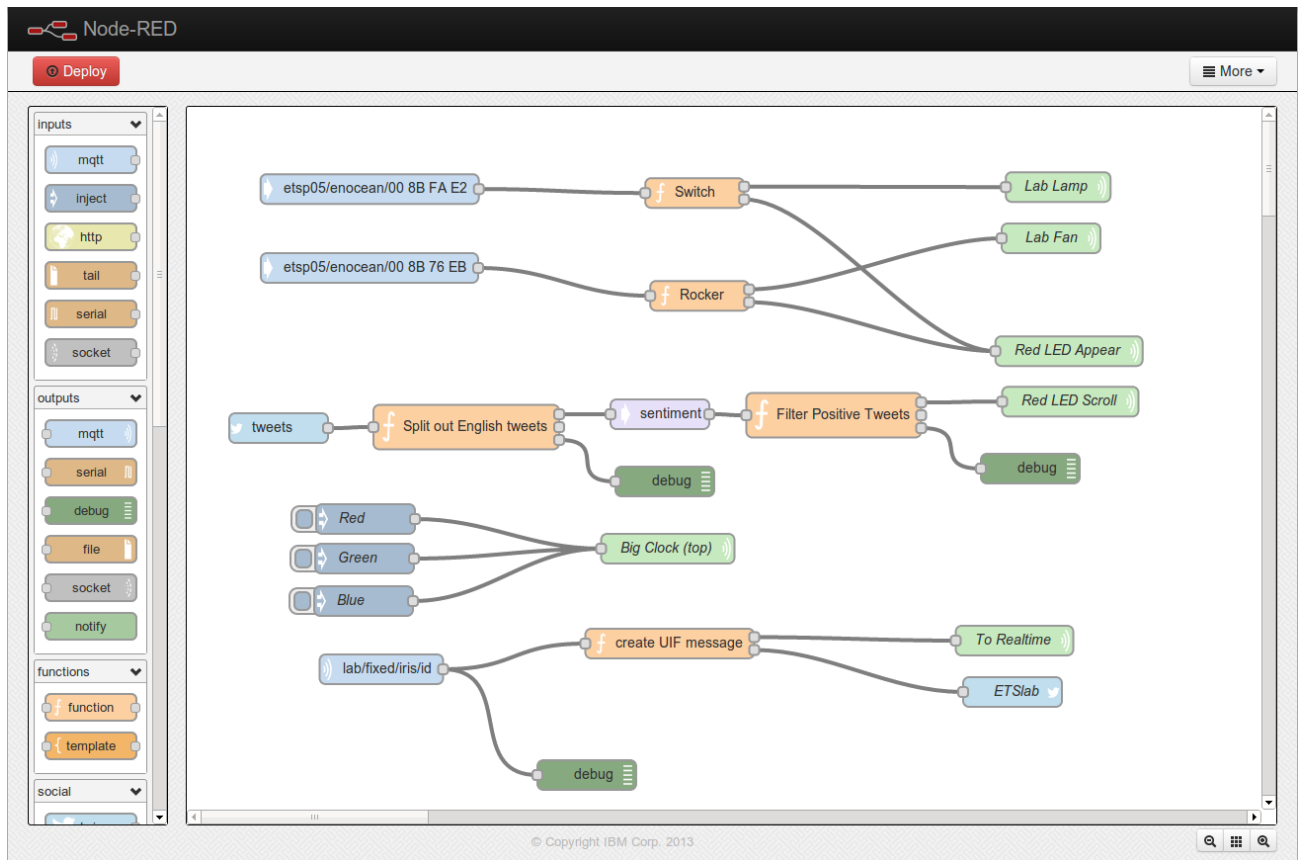 Node-RED
Deploy
More
inputs
mqtt
inject
http
tail
serial
socket
outputs
mqtt
serial
debug
file
socket
notify
functions
function
template
social
etsp05/enocean/00 8B FA E2
Switch
Lab Lamp
Lab Fan
etsp05/enocean/00 8B 76 EB
Rocker
Red LED Appear
tweets
Split out English tweets
sentiment
Filter Positive Tweets
Red LED Scroll
debug
debug
Red
Green
Blue
Big Clock (top)
lab/fixed/iris/id
create UIF message
To Realtime
ETSlab
debug
© Copyright IBM Corp. 2013